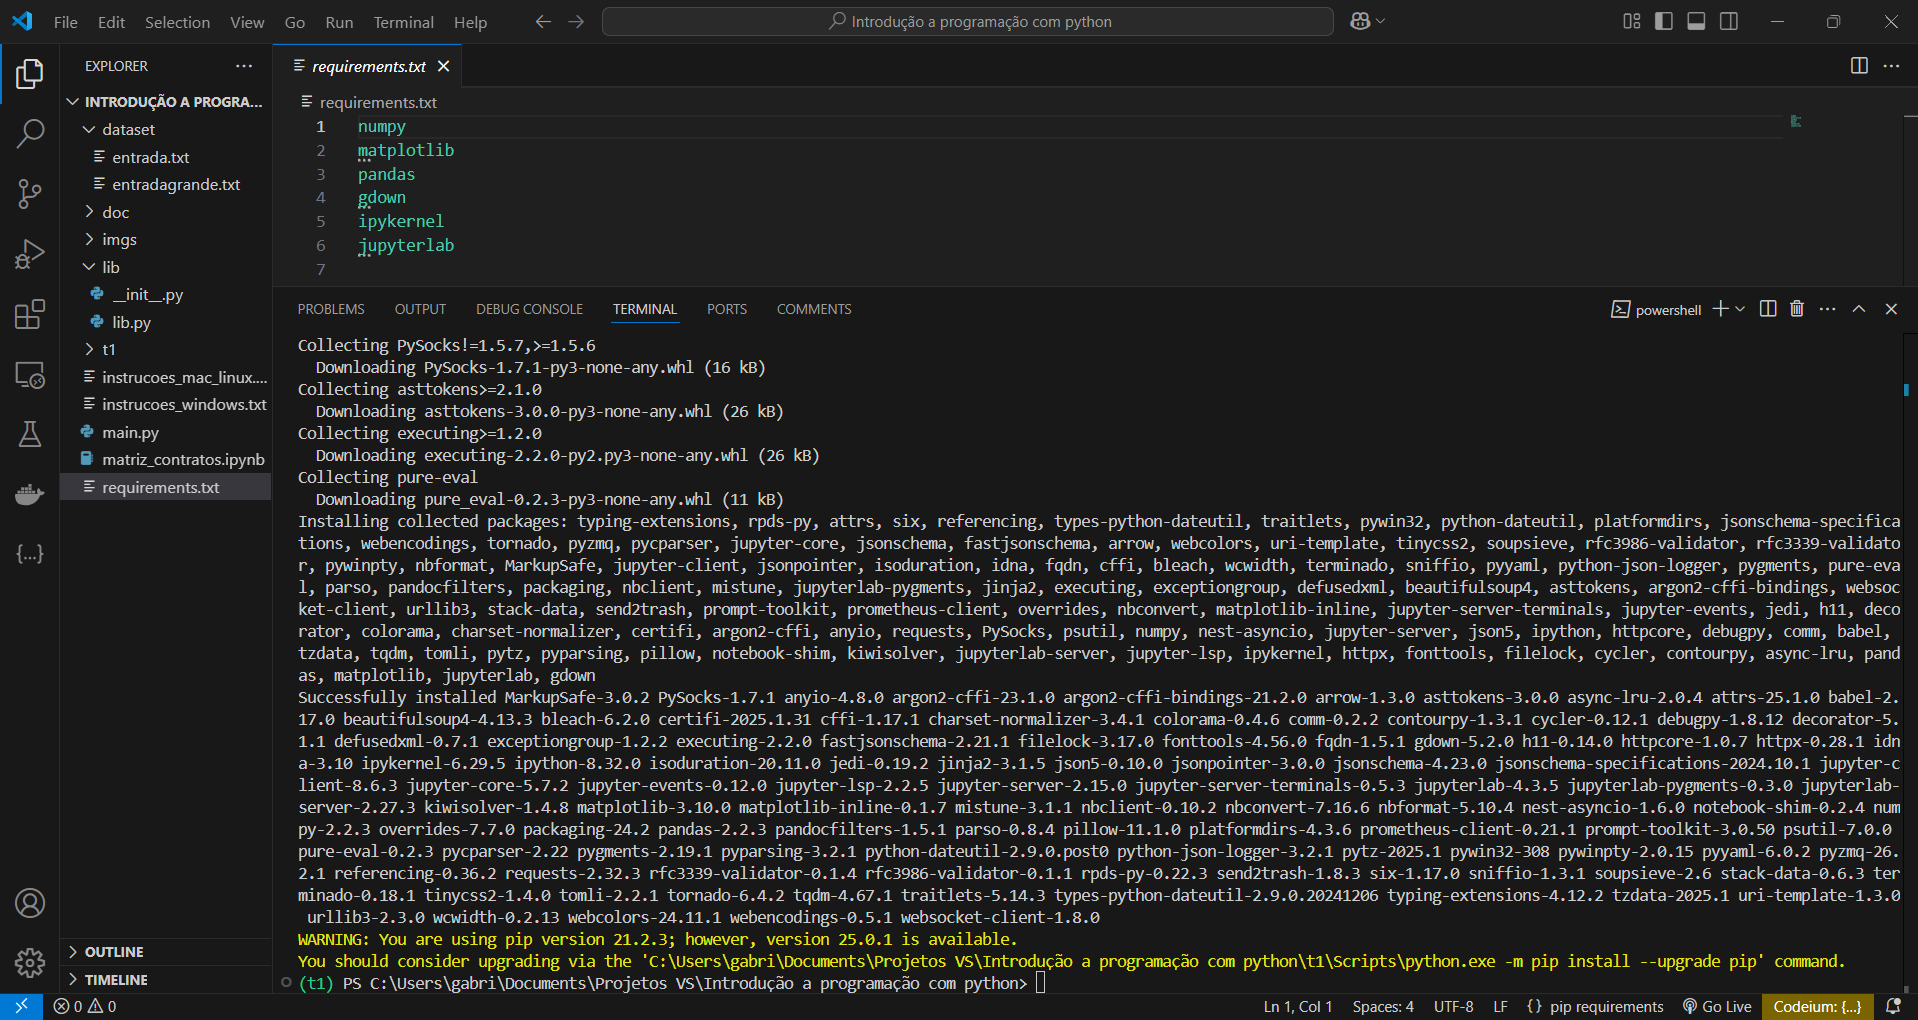 File Edit Selection View Go Run Terminal Help
Introdução a programação com python
EXPLORER
INTRODUÇÃO A PROGRA...
dataset
entrada.txt
entradagrande.txt
doc
imgs
lib
__init__.py
lib.py
t1
instrucoes_mac_linux....
instrucoes_windows.txt
main.py
matriz_contratos.ipynb
requirements.txt
OUTLINE
TIMELINE
requirements.txt
requirements.txt
1 numpy
2 matplotlib
3 pandas
4 gdown
5 ipykernel
6 jupyterlab
7
PROBLEMS OUTPUT DEBUG CONSOLE TERMINAL PORTS COMMENTS
powershell
Collecting PySocks!=1.5.7,>=1.5.6
Downloading PySocks-1.7.1-py3-none-any.whl (16 kB)
Collecting asttokens>=2.1.0
Downloading asttokens-3.0.0-py3-none-any.whl (26 kB)
Collecting executing>=1.2.0
Downloading executing-2.2.0-py2.py3-none-any.whl (26 kB)
Collecting pure-eval
Downloading pure_eval-0.2.3-py3-none-any.whl (11 kB)
Installing collected packages: typing-extensions, rpds-py, attrs, six, referencing, types-python-dateutil, traitlets, pywin32, python-dateutil, platformdirs, jsonschema-specifica
tions, webencodings, tornado, pyzmq, pycparser, jupyter-core, jsonschema, fastjsonschema, arrow, webcolors, uri-template, tinycss2, soupsieve, rfc3986-validator, rfc3339-validato
r, pywinpty, nbformat, MarkupSafe, jupyter-client, jsonpointer, isoduration, idna, fqdn, cffi, bleach, wcwidth, terminado, sniffio, pyyaml, python-json-logger, pygments, pure-eva
l, parso, pandocfilters, packaging, nbclient, mistune, jupyterlab-pygments, jinja2, executing, exceptiongroup, defusedxml, beautifulsoup4, asttokens, argon2-cffi-bindings, websoc
ket-client, urllib3, stack-data, send2trash, prompt-toolkit, prometheus-client, overrides, nbconvert, matplotlib-inline, jupyter-server-terminals, jupyter-events, jedi, h11, deco
rator, colorama, charset-normalizer, certifi, argon2-cffi, anyio, requests, PySocks, psutil, numpy, nest-asyncio, jupyter-server, json5, ipython, httpcore, debugpy, comm, babel,
tzdata, tqdm, tomli, pytz, pyparsing, pillow, notebook-shim, kiwisolver, jupyterlab-server, jupyter-lsp, ipykernel, httpx, fonttools, filelock, cycler, contourpy, async-lru, pand
as, matplotlib, jupyterlab, gdown
Successfully installed MarkupSafe-3.0.2 PySocks-1.7.1 anyio-4.8.0 argon2-cffi-23.1.0 argon2-cffi-bindings-21.2.0 arrow-1.3.0 asttokens-3.0.0 async-lru-2.0.4 attrs-25.1.0 babel-2.
17.0 beautifulsoup4-4.13.3 bleach-6.2.0 certifi-2025.1.31 cffi-1.17.1 charset-normalizer-3.4.1 colorama-0.4.6 comm-0.2.2 contourpy-1.3.1 cycler-0.12.1 debugpy-1.8.12 decorator-5.
1.1 defusedxml-0.7.1 exceptiongroup-1.2.2 executing-2.2.0 fastjsonschema-2.21.1 filelock-3.17.0 fonttools-4.56.0 fqdn-1.5.1 gdown-5.2.0 h11-0.14.0 httpcore-1.0.7 httpx-0.28.1 idn
a-3.10 ipykernel-6.29.5 ipython-8.32.0 isoduration-20.11.0 jedi-0.19.2 jinja2-3.1.5 json5-0.10.0 jsonpointer-3.0.0 jsonschema-4.23.0 jsonschema-specifications-2024.10.1 jupyter-c
lient-8.6.3 jupyter-core-5.7.2 jupyter-events-0.12.0 jupyter-lsp-2.2.5 jupyter-server-2.15.0 jupyter-server-terminals-0.5.3 jupyterlab-4.3.5 jupyterlab-pygments-0.3.0 jupyterlab-
server-2.27.3 kiwisolver-1.4.8 matplotlib-3.10.0 matplotlib-inline-0.1.7 mistune-3.1.1 nbclient-0.10.2 nbconvert-7.16.6 nbformat-5.10.4 nest-asyncio-1.6.0 notebook-shim-0.2.4 num
py-2.2.3 overrides-7.7.0 packaging-24.2 pandas-2.2.3 pandocfilters-1.5.1 parso-0.8.4 pillow-11.1.0 platformdirs-4.3.6 prometheus-client-0.21.1 prompt-toolkit-3.0.50 psutil-7.0.0
pure-eval-0.2.3 pycparser-2.22 pygments-2.19.1 pyparsing-3.2.1 python-dateutil-2.9.0.post0 python-json-logger-3.2.1 pytz-2025.1 pywin32-308 pywinpty-2.0.15 pyyaml-6.0.2 pyzmq-26.
2.1 referencing-0.36.2 requests-2.32.3 rfc3339-validator-0.1.4 rfc3986-validator-0.1.1 rpds-py-0.22.3 send2trash-1.8.3 six-1.17.0 sniffio-1.3.1 soupsieve-2.6 stack-data-0.6.3 ter
minado-0.18.1 tinycss2-1.4.0 tomli-2.2.1 tornado-6.4.2 tqdm-4.67.1 traitlets-5.14.3 types-python-dateutil-2.9.0.20241206 typing-extensions-4.12.2 tzdata-2025.1 uri-template-1.3.0
urllib3-2.3.0 wcwidth-0.2.13 webcolors-24.11.1 webencodings-0.5.1 websocket-client-1.8.0
WARNING: You are using pip version 21.2.3; however, version 25.0.1 is available.
You should consider upgrading via the 'C:\Users\gabri\Documents\Projetos VS\Introdução a programação com python\t1\Scripts\python.exe -m pip install --upgrade pip' command.
(t1) PS C:\Users\gabri\Documents\Projetos VS\Introdução a programação com python>
0 0 Ln 1, Col 1 Spaces: 4 UTF-8 LF {} pip requirements Go Live Codeium: {...}